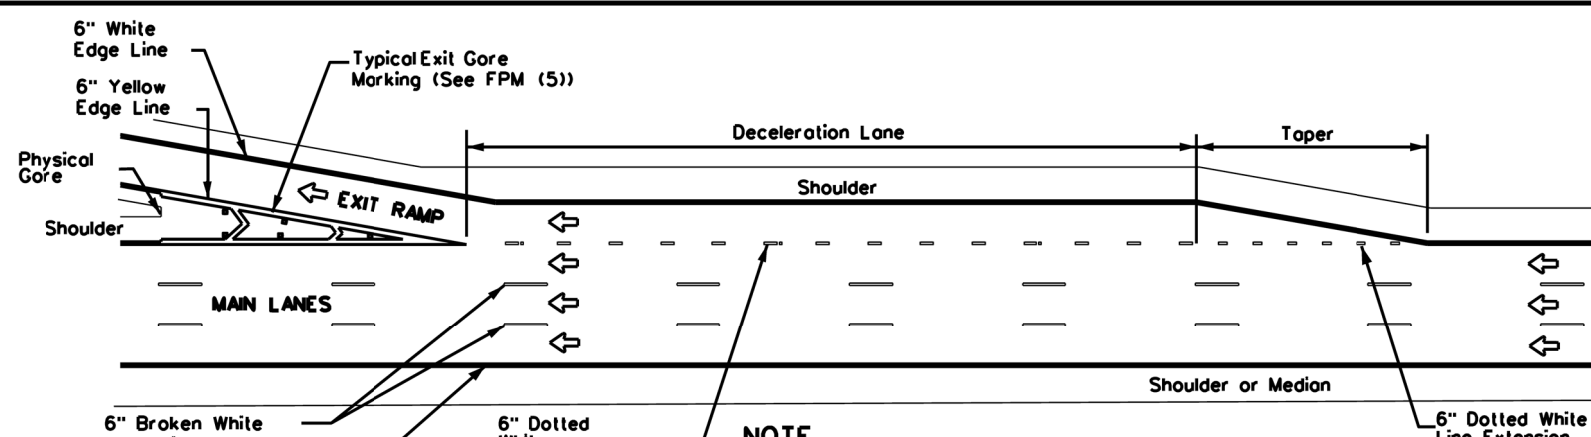 6" White
Edge Line
6" Yellow
Edge Line
Typical Exit Gore
Marking (See FPM (5))
Deceleration Lane
Taper
Physical
Gore
Shoulder
EXIT RAMP
Shoulder
MAIN LANES
Shoulder or Median
6" Broken White
6" Dotted
NOTE
6" Dotted White
Line Extension